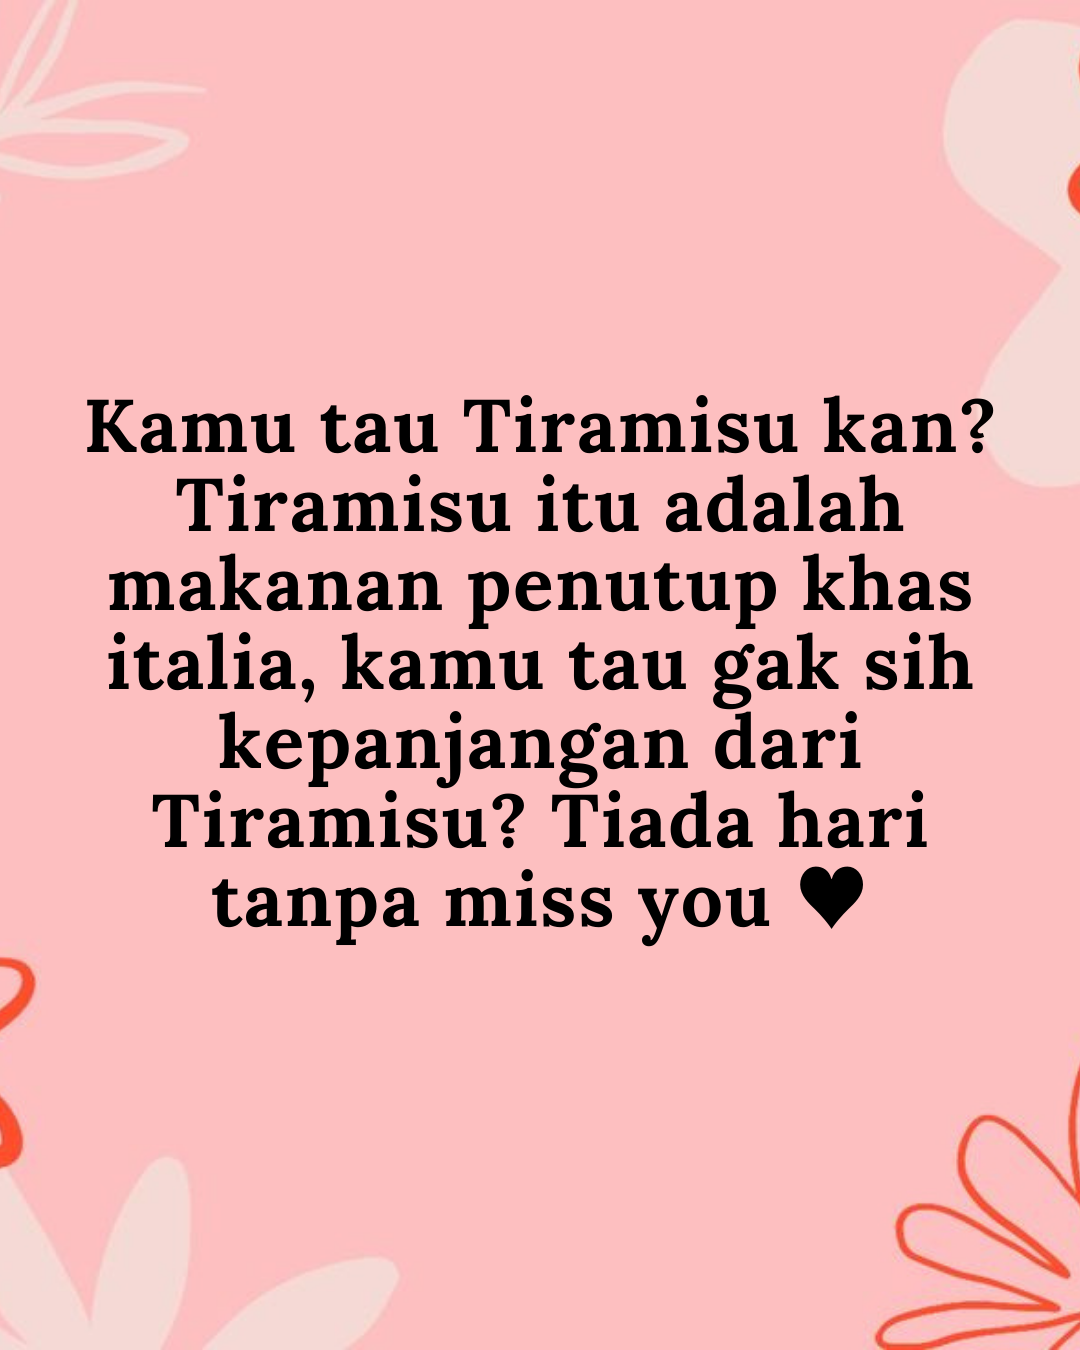 Kamu tau Tiramisu kan?
Tiramisu itu adalah
makanan penutup khas
italia, kamu tau gak sih
kepanjangan dari
Tiramisu? Tiada hari
tanpa miss you ♥